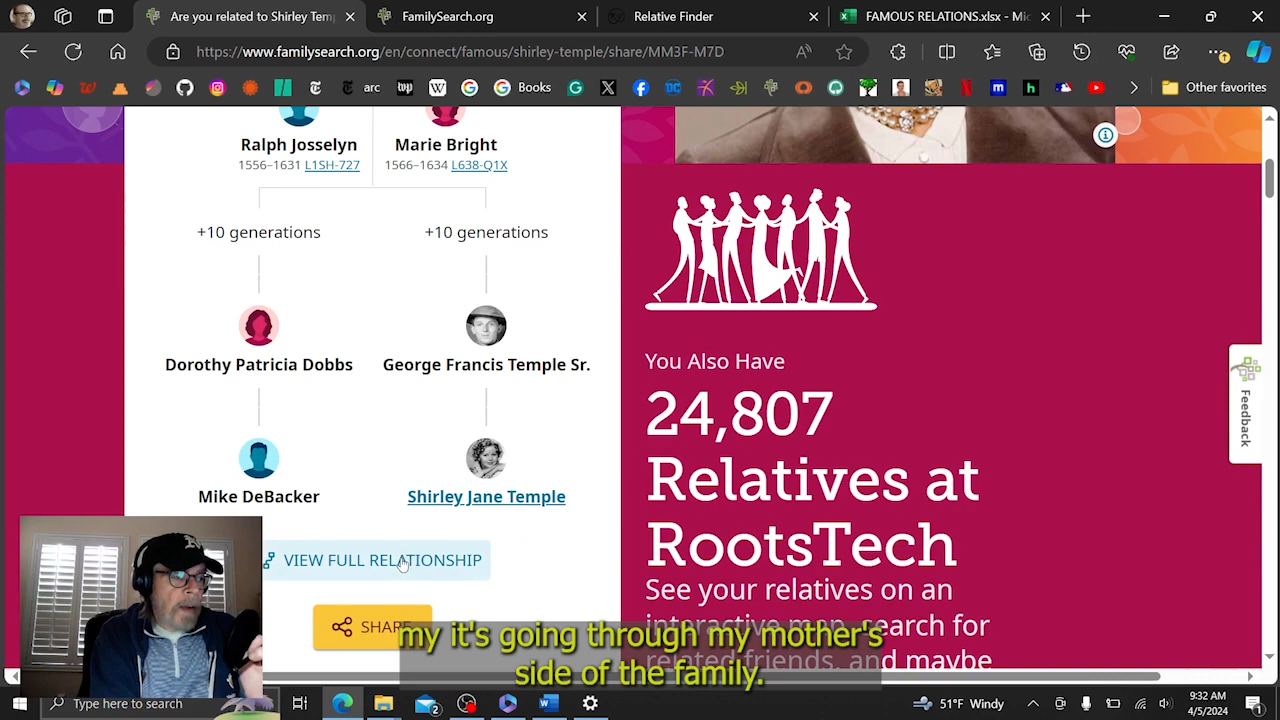 Are you related to Shirley Temp
FamilySearch.org
Relative Finder
FAMOUS RELATIONS.xlsx - Mic
https://www.familysearch.org/en/connect/famous/shirley-temple/share/MM3F-M7D
Books
Other favorites
Ralph Josselyn
1556–1631 L1SH-727
Marie Bright
1566–1634 L638-Q1X
+10 generations
+10 generations
Dorothy Patricia Dobbs
George Francis Temple Sr.
Mike DeBacker
Shirley Jane Temple
VIEW FULL RELATIONSHIP
SHARE
You Also Have
24,807
Relatives at
RootsTech
See your relatives on an
interactive map, search for
related friends, and maybe
Feedback
my it's going through my mother's
side of the family.
Type here to search
51°F Windy
9:32 AM
4/5/2024